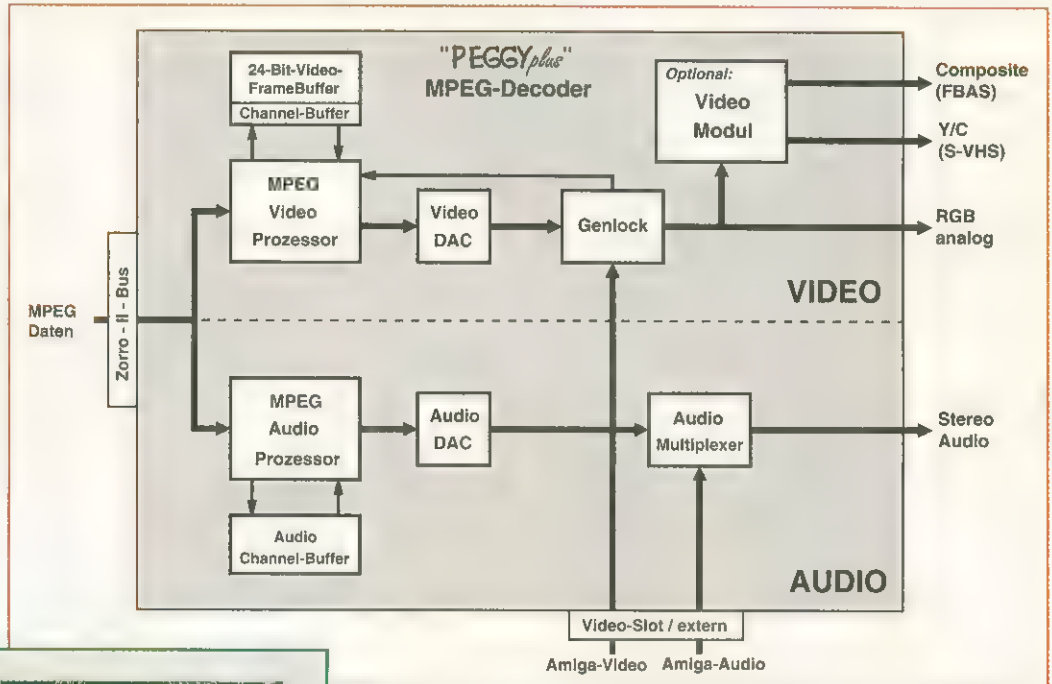 "PEGGY plus"
MPEG-Decoder
24-Bit-Video-
FrameBuffer
Channel-Buffer
Optional:
Video
Modul
Composite
(FBAS)
Y/C
(S-VHS)
MPEG
Video
Prozessor
Video
DAC
Genlock
RGB
analog
VIDEO
MPEG
Daten
Zorro - II - Bus
MPEG
Audio
Prozessor
Audio
DAC
Audio
Multiplexer
Stereo
Audio
Audio
Channel-Buffer
AUDIO
Video-Slot / extern
Amiga-Video Amiga-Audio